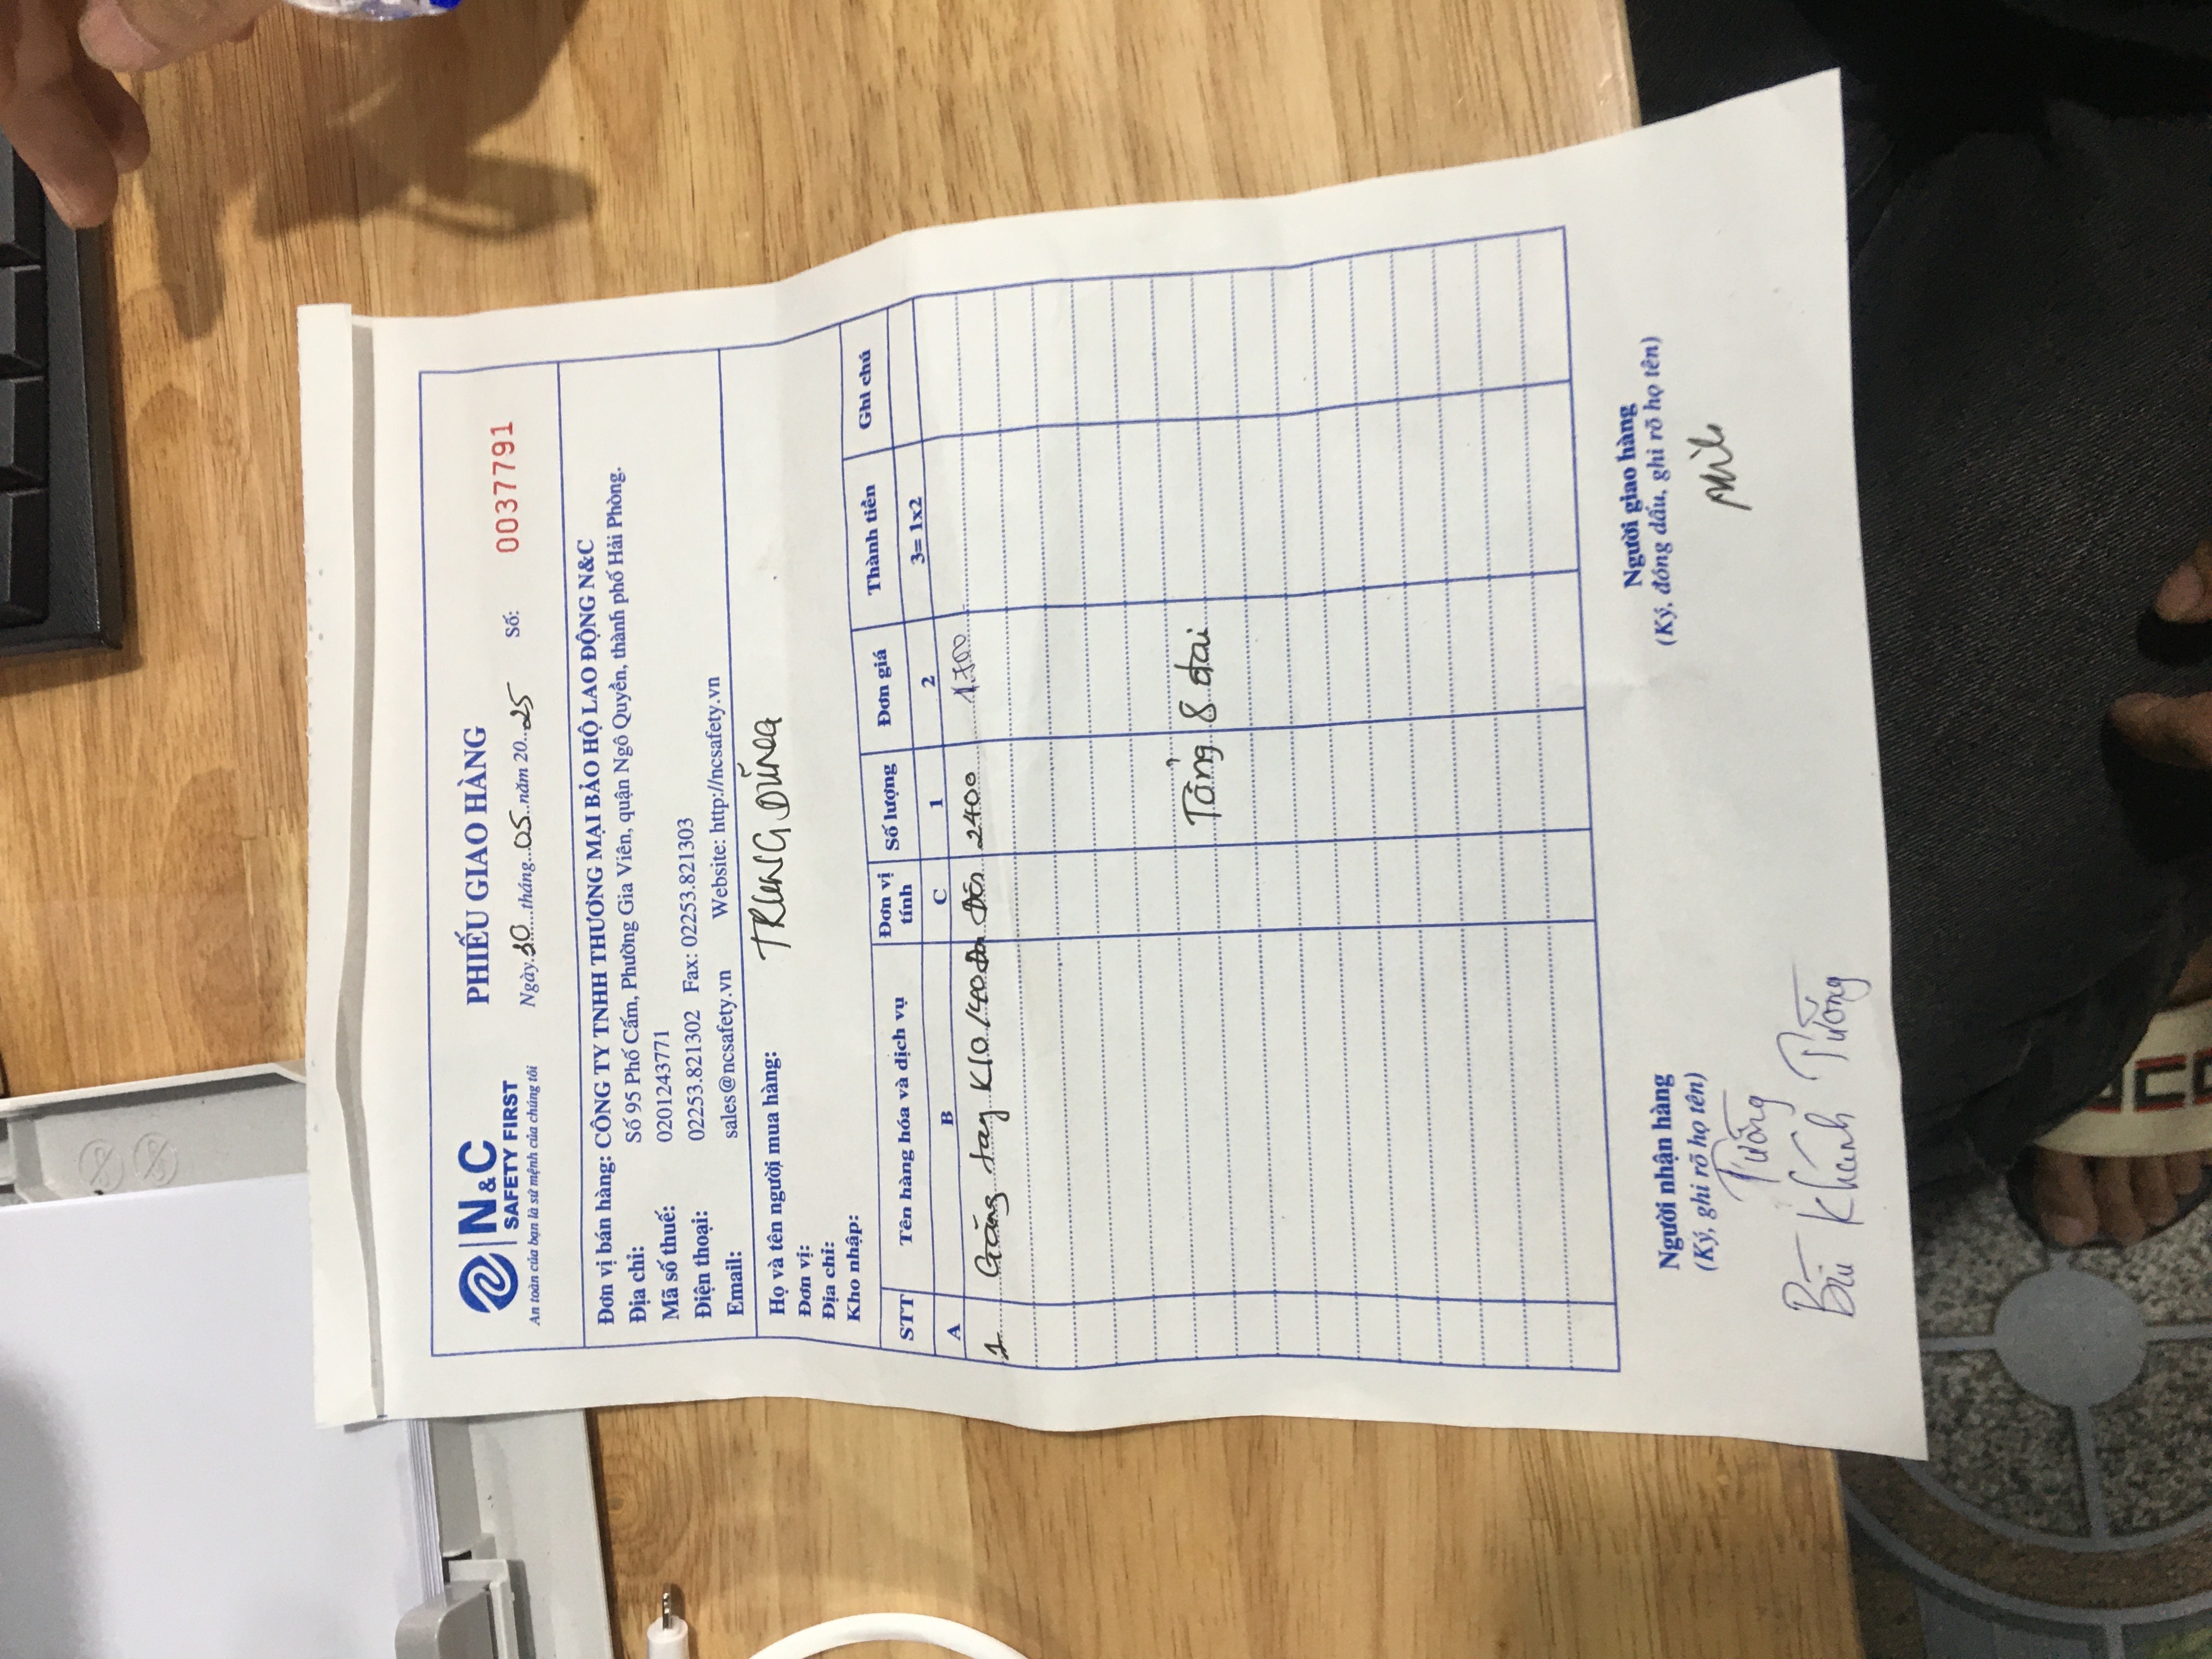 N&C
SAFETY FIRST
An toàn của bạn là sứ mệnh của chúng tôi
PHIẾU GIAO HÀNG
Ngày 30 tháng 05 năm 2025 Số: 0037791
Đơn vị bán hàng: CÔNG TY TNHH THƯƠNG MẠI BẢO HỘ LAO ĐỘNG N&C
Địa chỉ: Số 95 Phố Cấm, Phường Gia Viên, quận Ngô Quyền, thành phố Hải Phòng.
Mã số thuế: 0201243771
Điện thoại: 02253.821302 Fax: 02253.821303
Email: sales@ncsafety.vn Website: http://ncsafety.vn
Họ và tên người mua hàng: TRUNG DŨNG
Đơn vị:
Địa chỉ:
Kho nhập:
STT Tên hàng hóa và dịch vụ Đơn vị tính Số lượng Đơn giá Thành tiền Ghi chú
A B C 1 2 3= 1x2
1 Găng tay K10 Đôi 2400
Tổng 8 dai
Người nhận hàng
(Ký, ghi rõ họ tên)
Tường
Bùi Khánh Tường
Người giao hàng
(Ký, đóng dấu, ghi rõ họ tên)